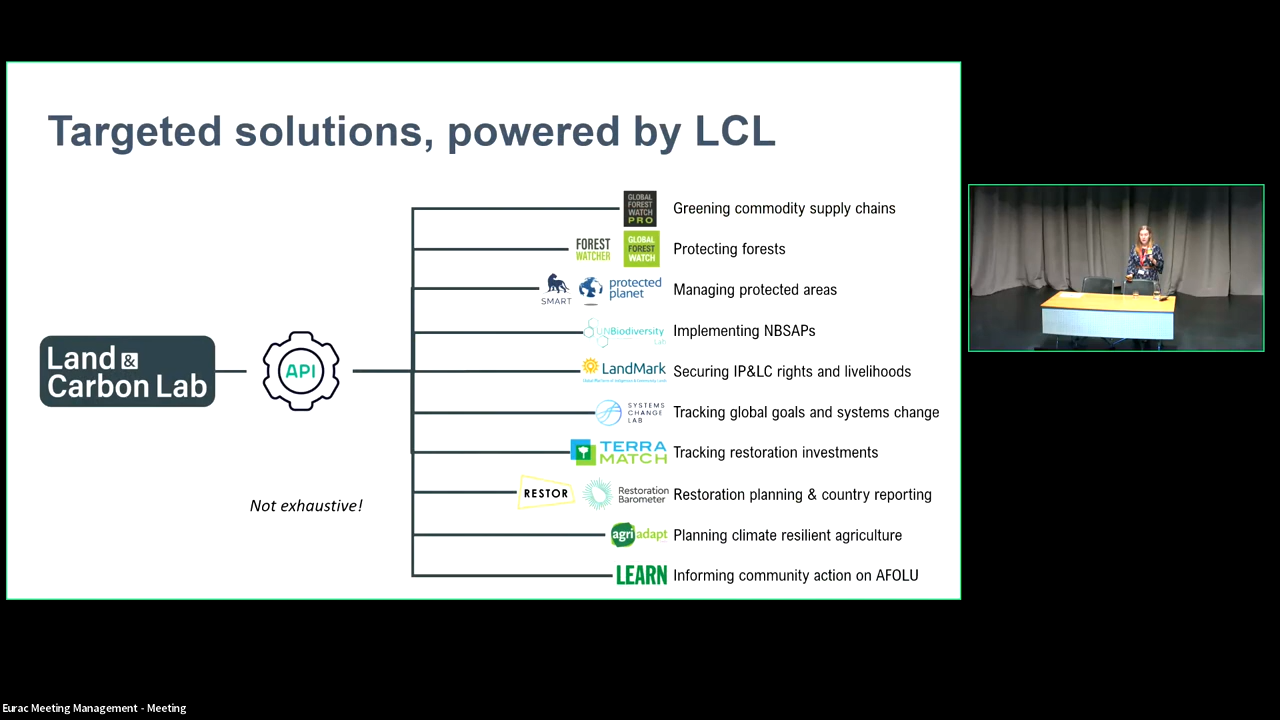 Targeted solutions, powered by LCL
GLOBAL
FOREST
WATCH
PRO
Greening commodity supply chains
FOREST
WATCHER
GLOBAL
FOREST
WATCH
Protecting forests
SMART
protected
planet
Managing protected areas
UNBiodiversity
Lab
Implementing NBSAPs
Land &
Carbon Lab
API
LandMark
Securing IP&LC rights and livelihoods
SYSTEMS
CHANGE
LAB
Tracking global goals and systems change
TERRA
MATCH
Tracking restoration investments
Not exhaustive!
RESTOR
Restoration
Barometer
Restoration planning & country reporting
agriadapt
Planning climate resilient agriculture
LEARN
Informing community action on AFOLU
Eurac Meeting Management - Meeting